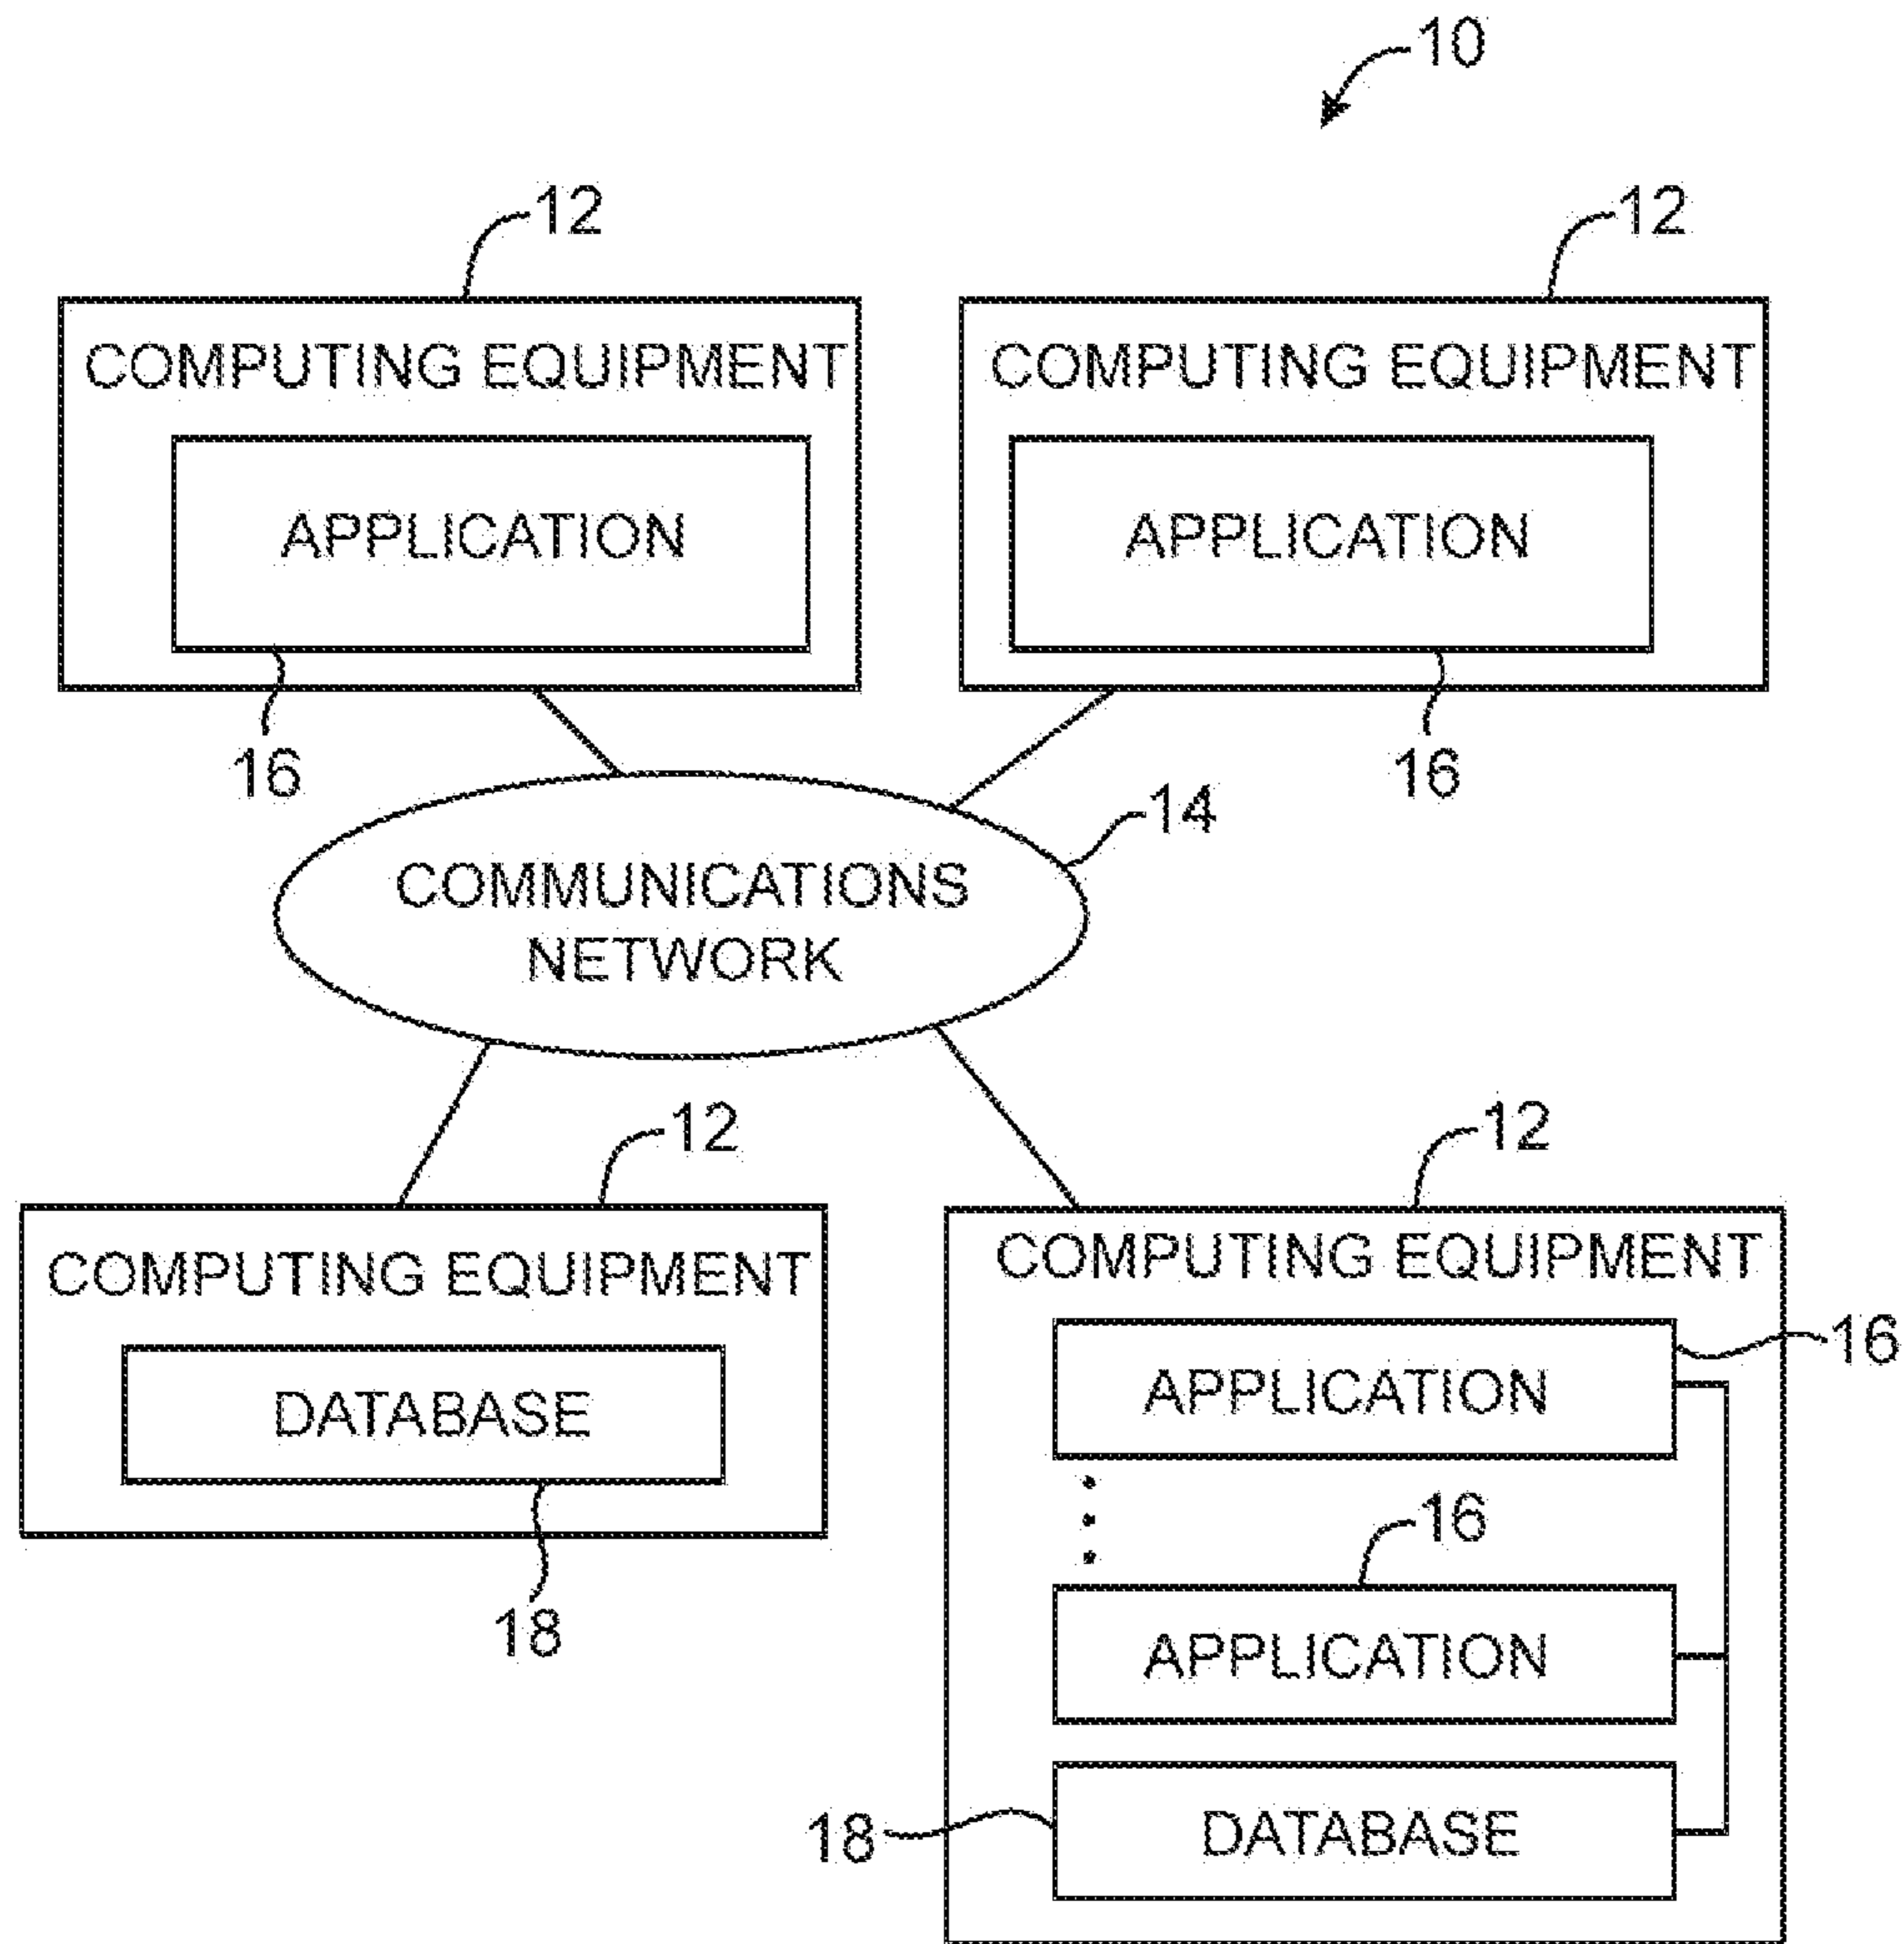 10
12
12
COMPUTING EQUIPMENT
COMPUTING EQUIPMENT
APPLICATION
APPLICATION
16
16
14
COMMUNICATIONS
NETWORK
12
12
COMPUTING EQUIPMENT
COMPUTING EQUIPMENT
16
DATABASE
APPLICATION
16
18
APPLICATION
18
DATABASE